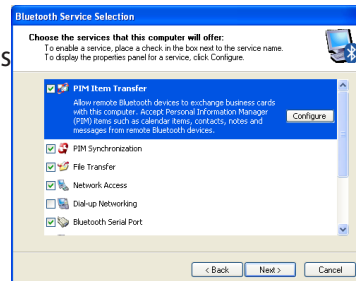 Bluetooth Service Selection
Choose the services that this computer will offer:
To enable a service, place a check in the box next to the service name.
To display the properties panel for a service, click Configure.
s
PIM Item Transfer
Allow remote Bluetooth devices to exchange business cards
with this computer. Accept Personal Information Manager
(PIM) items such as calendar items, contacts, notes and
messages from remote Bluetooth devices.
Configure
PIM Synchronization
File Transfer
Network Access
Dial-up Networking
Bluetooth Serial Port
< Back
Next >
Cancel